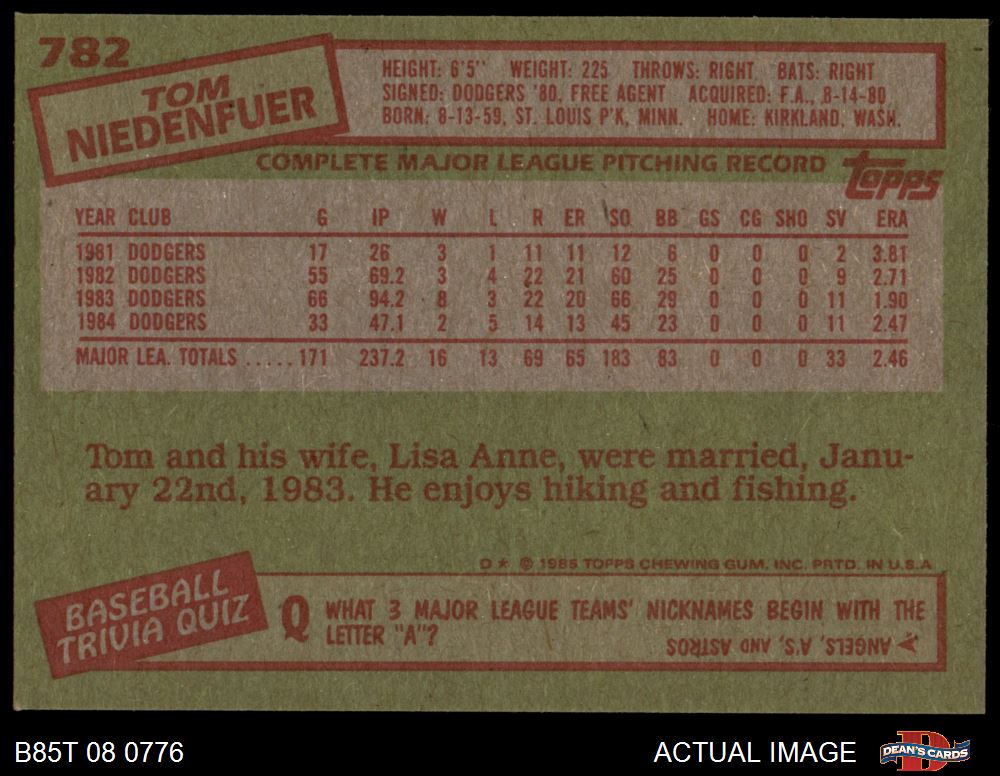 782
TOM
NIEDENFUER
HEIGHT: 6'5" WEIGHT: 225 THROWS: RIGHT BATS: RIGHT
SIGNED: DODGERS '80, FREE AGENT ACQUIRED: F.A., 8-14-80
BORN: 8-13-59, ST. LOUIS P'K, MINN. HOME: KIRKLAND, WASH.
COMPLETE MAJOR LEAGUE PITCHING RECORD
Topps
YEAR CLUB G IP W L R ER SO BB GS CG SHO SV ERA
1981 DODGERS 17 26 3 1 11 11 12 6 0 0 0 2 3.81
1982 DODGERS 55 69.2 3 4 22 21 60 25 0 0 0 9 2.71
1983 DODGERS 66 94.2 8 3 22 20 66 29 0 0 0 11 1.90
1984 DODGERS 33 47.1 2 5 14 13 45 23 0 0 0 11 2.47
MAJOR LEA. TOTALS ..... 171 237.2 16 13 69 65 183 83 0 0 0 33 2.46
Tom and his wife, Lisa Anne, were married, Janu-
ary 22nd, 1983. He enjoys hiking and fishing.
D * © 1985 TOPPS CHEWING GUM, INC. PRTD. IN U.S.A.
BASEBALL
TRIVIA QUIZ
Q WHAT 3 MAJOR LEAGUE TEAMS' NICKNAMES BEGIN WITH THE
LETTER "A"?
A ANGELS, A'S, AND ASTROS
B85T 08 0776
ACTUAL IMAGE
D
DEAN'S CARDS